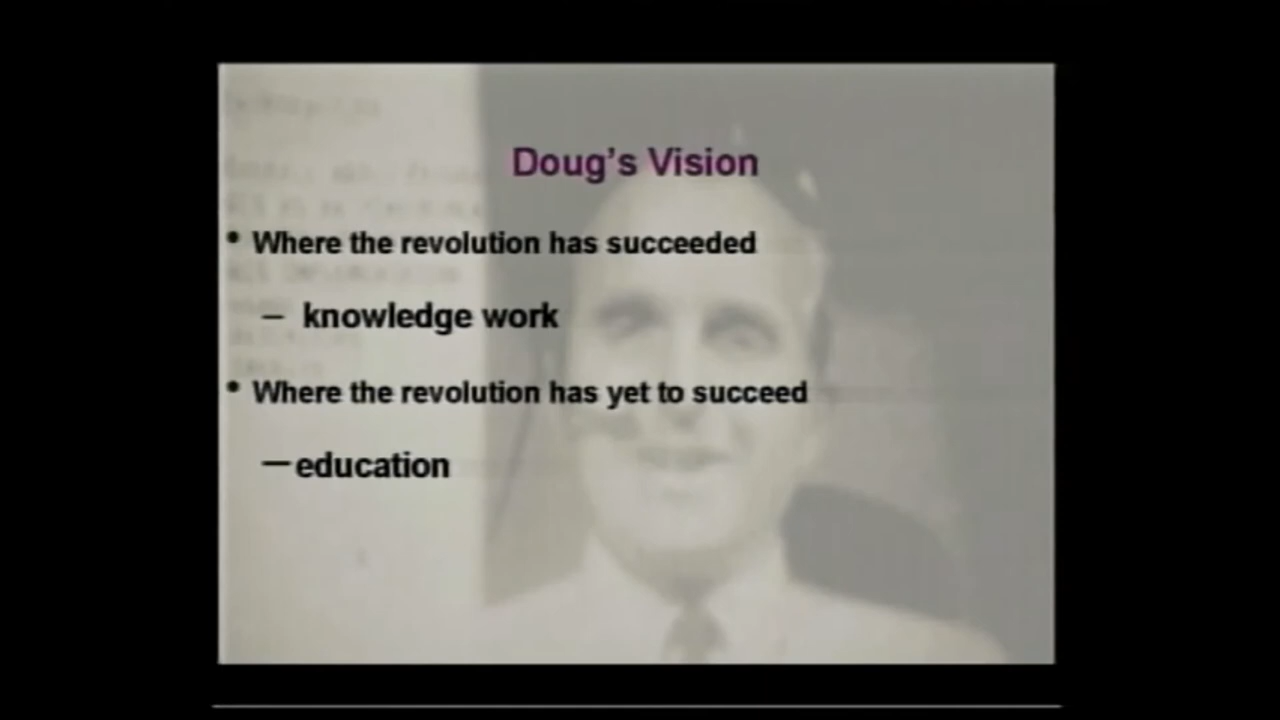 Doug's Vision
• Where the revolution has succeeded
– knowledge work
• Where the revolution has yet to succeed
– education